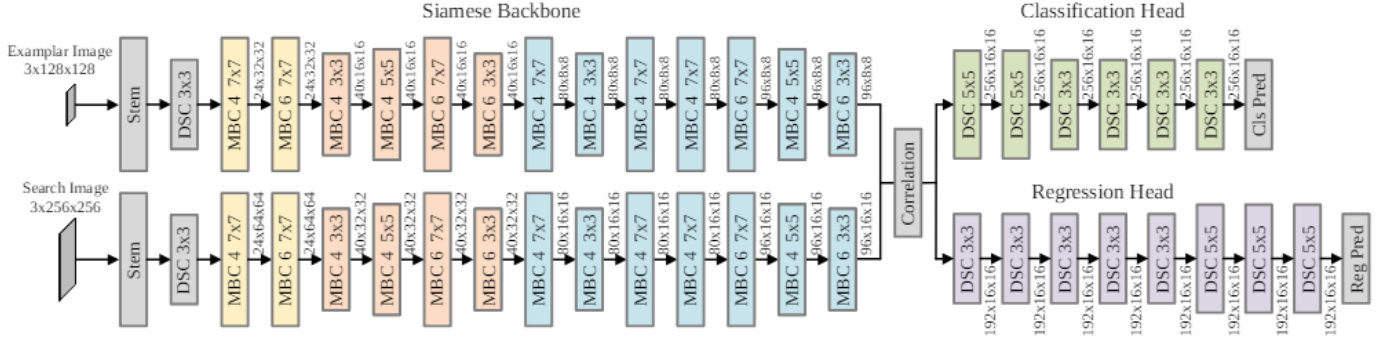 Siamese Backbone
Classification Head
Examplar Image
3x128x128
Stem
DSC 3x3
MBC 4 7x7
24x32x32
MBC 6 7x7
24x32x32
MBC 4 3x3
40x16x16
MBC 4 5x5
40x16x16
MBC 6 7x7
40x16x16
MBC 6 3x3
40x16x16
MBC 4 7x7
80x8x8
MBC 4 3x3
80x8x8
MBC 4 7x7
80x8x8
MBC 4 7x7
80x8x8
MBC 6 7x7
96x8x8
MBC 4 5x5
96x8x8
MBC 6 3x3
96x8x8
DSC 5x5
256x16x16
DSC 5x5
256x16x16
DSC 3x3
256x16x16
DSC 3x3
256x16x16
DSC 3x3
256x16x16
DSC 3x3
256x16x16
Cls Pred
Correlation
Search Image
3x256x256
Stem
DSC 3x3
MBC 4 7x7
24x64x64
MBC 6 7x7
24x64x64
MBC 4 3x3
40x32x32
MBC 4 5x5
40x32x32
MBC 6 7x7
40x32x32
MBC 6 3x3
40x32x32
MBC 4 7x7
80x16x16
MBC 4 3x3
80x16x16
MBC 4 7x7
80x16x16
MBC 4 7x7
80x16x16
MBC 6 7x7
96x16x16
MBC 4 5x5
96x16x16
MBC 6 3x3
96x16x16
Regression Head
DSC 3x3
192x16x16
DSC 3x3
192x16x16
DSC 3x3
192x16x16
DSC 3x3
192x16x16
DSC 3x3
192x16x16
DSC 5x5
192x16x16
DSC 5x5
192x16x16
DSC 5x5
192x16x16
Reg Pred